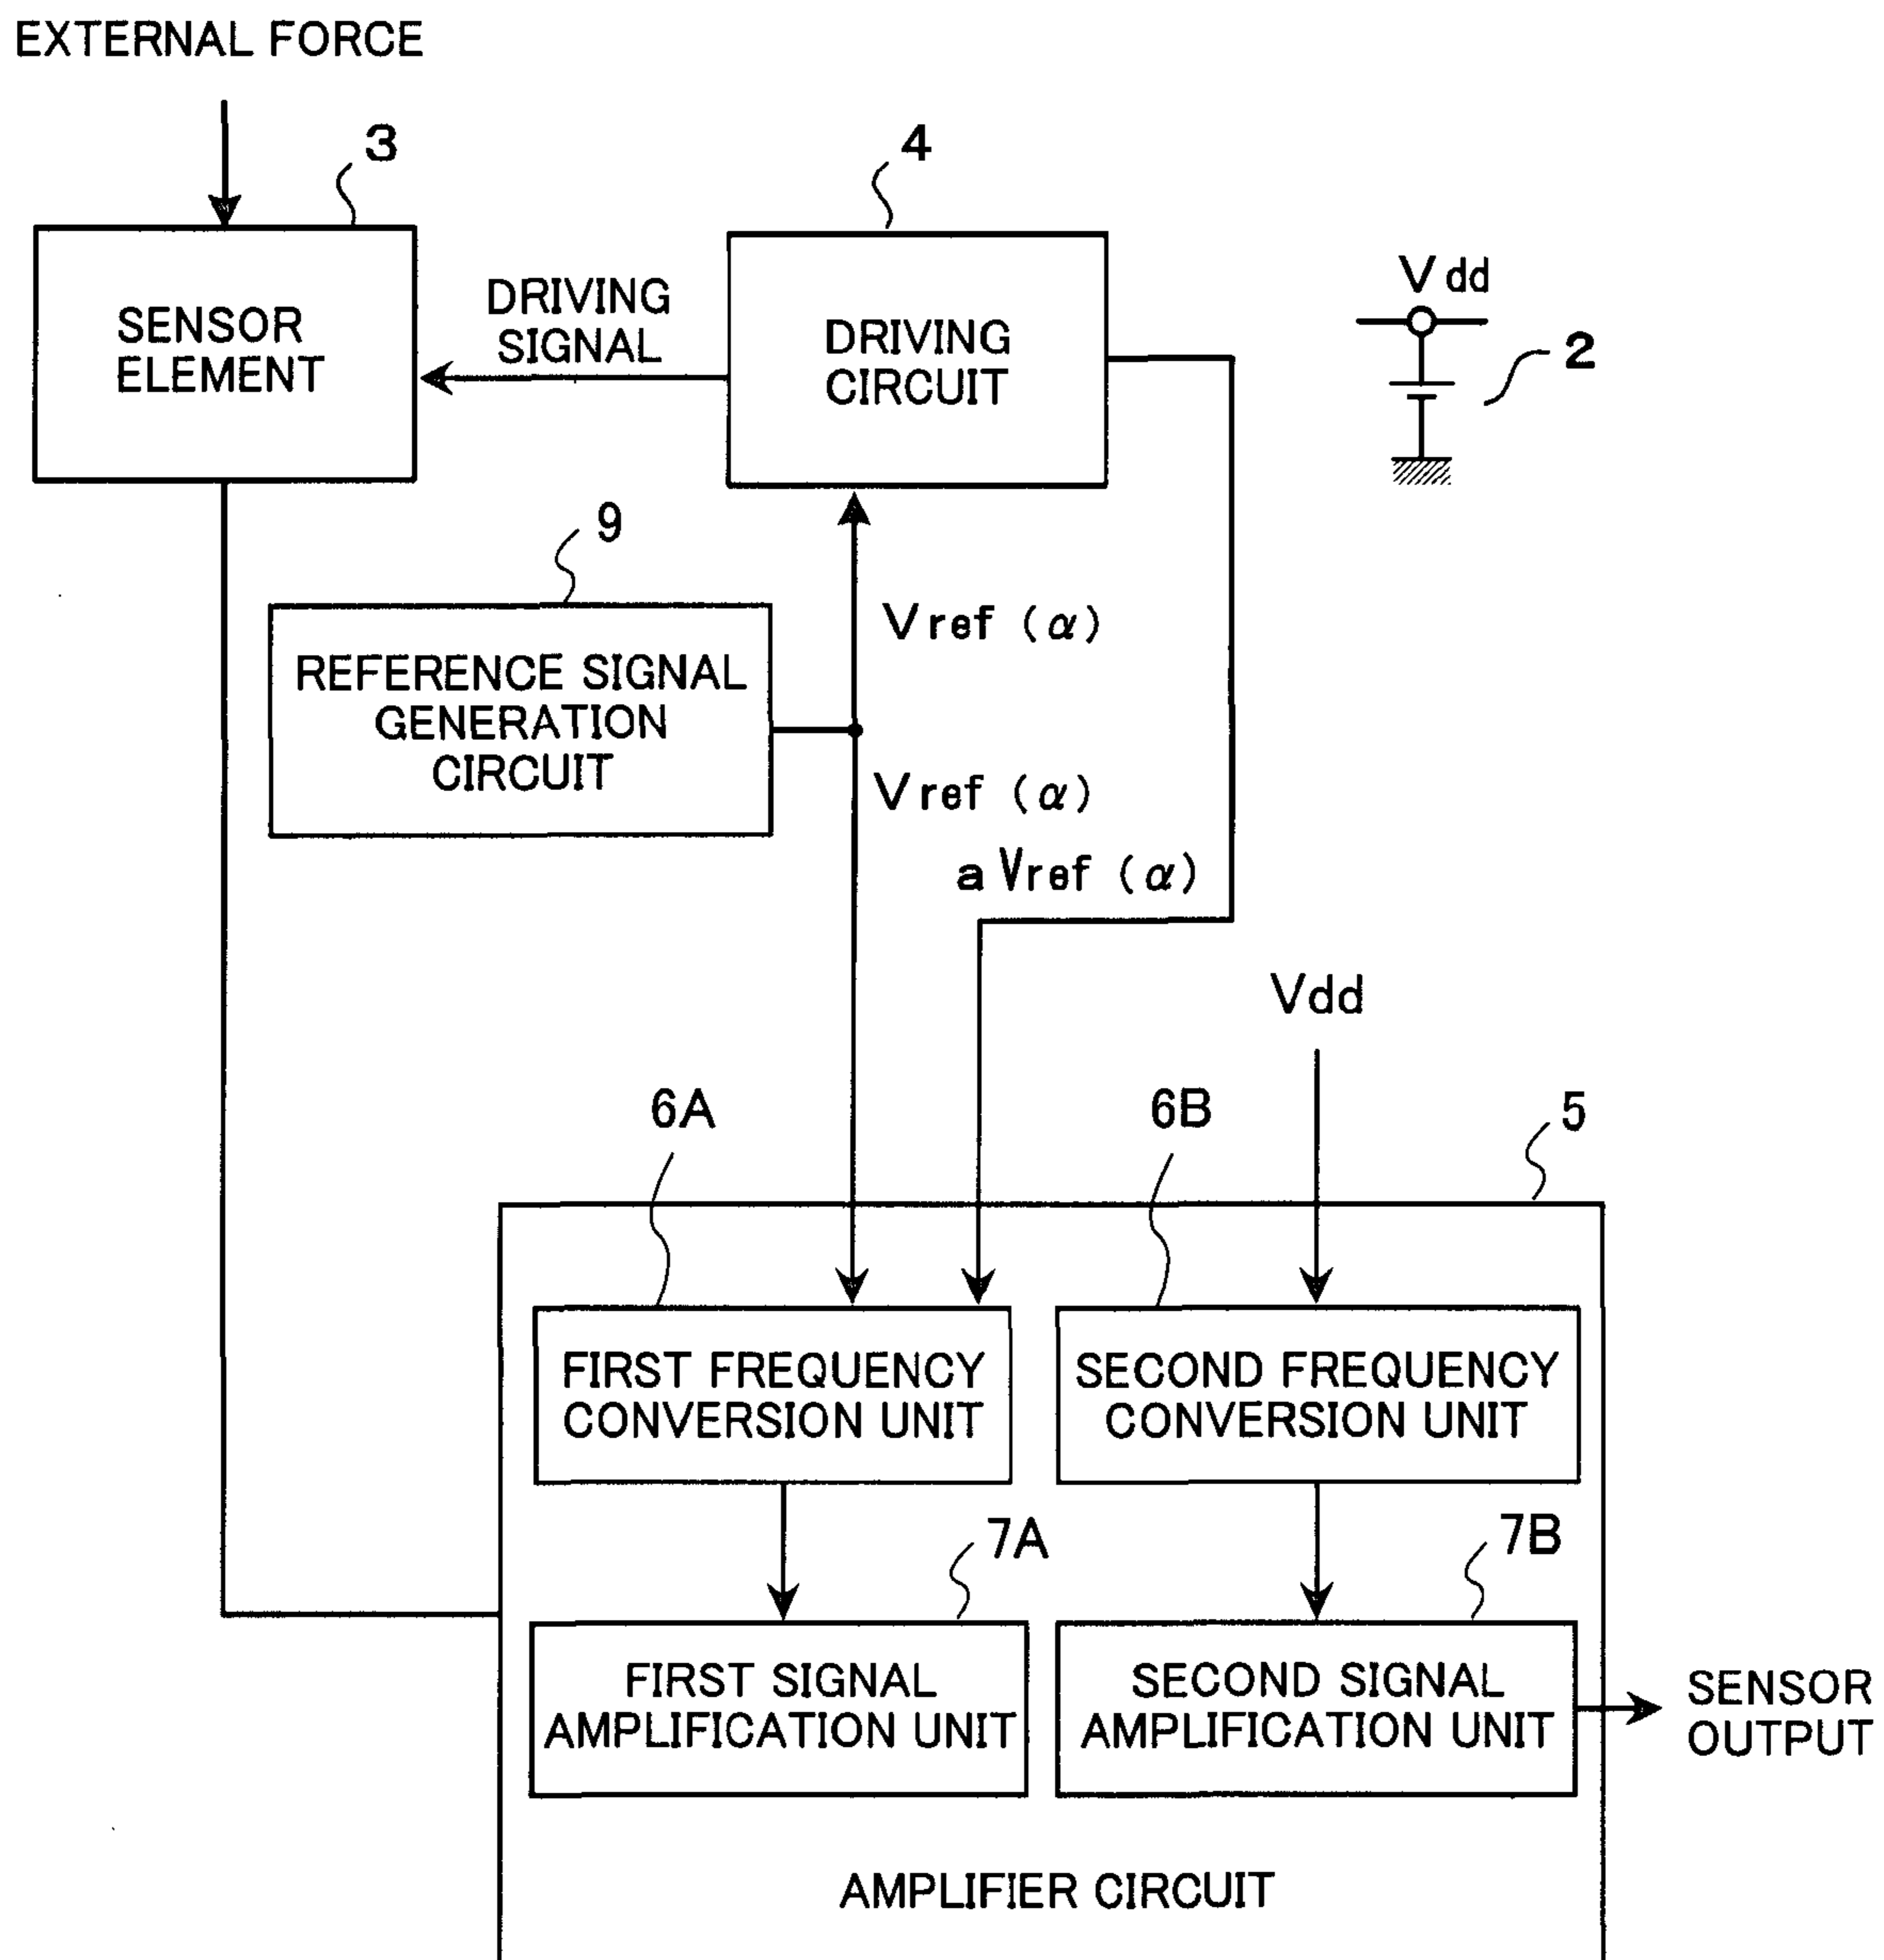 EXTERNAL FORCE
3
4
SENSOR
ELEMENT
DRIVING
SIGNAL
DRIVING
CIRCUIT
Vdd
2
9
Vref (α)
REFERENCE SIGNAL
GENERATION
CIRCUIT
Vref (α)
aVref (α)
Vdd
6A
6B
5
FIRST FREQUENCY
CONVERSION UNIT
SECOND FREQUENCY
CONVERSION UNIT
7A
7B
FIRST SIGNAL
AMPLIFICATION UNIT
SECOND SIGNAL
AMPLIFICATION UNIT
SENSOR
OUTPUT
AMPLIFIER CIRCUIT